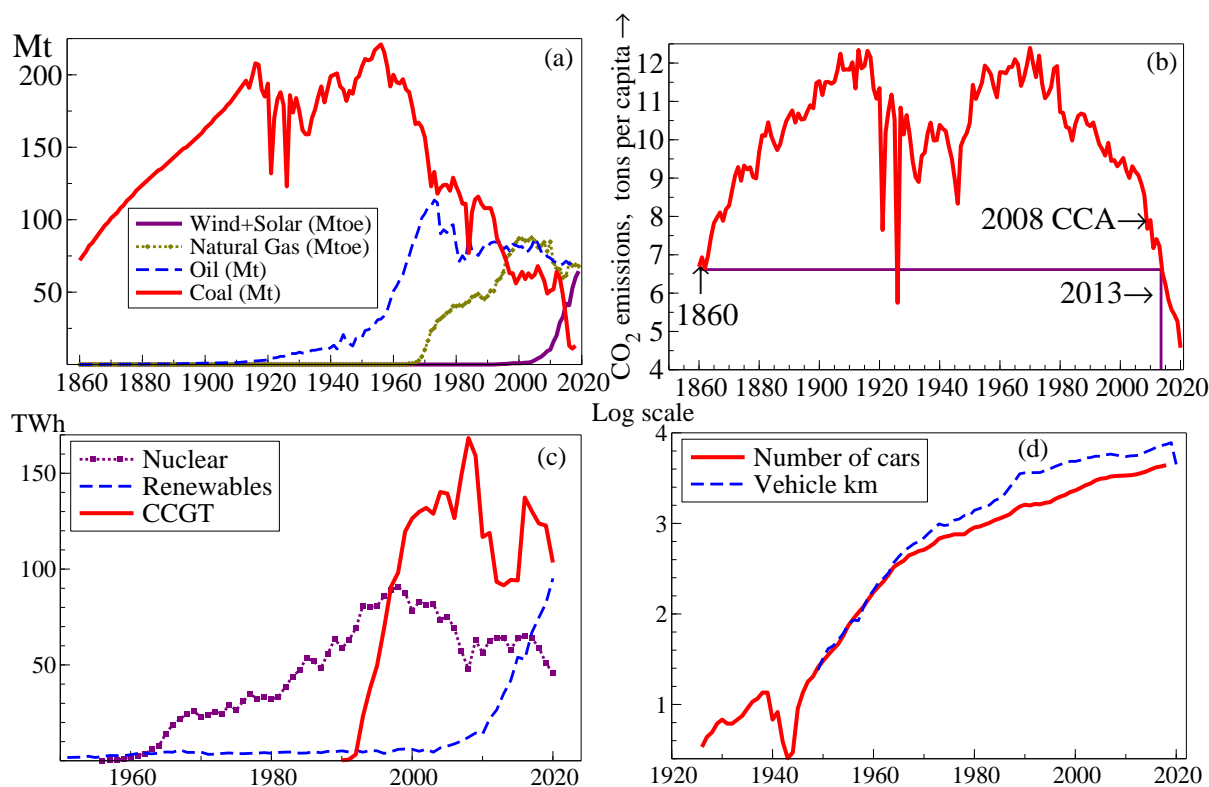 Mt
(a)
200
150
100
50
Wind+Solar (Mtoe)
Natural Gas (Mtoe)
Oil (Mt)
Coal (Mt)
1860 1880 1900 1920 1940 1960 1980 2000 2020
CO2 emissions, tons per capita →
(b)
12
11
10
9
8
7
6
5
4
2008 CCA→
2013→
1860
1860 1880 1900 1920 1940 1960 1980 2000 2020
TWh
(c)
150
100
50
Nuclear
Renewables
CCGT
1960 1980 2000 2020
Log scale
(d)
4
3
2
1
Number of cars
Vehicle km
1920 1940 1960 1980 2000 2020